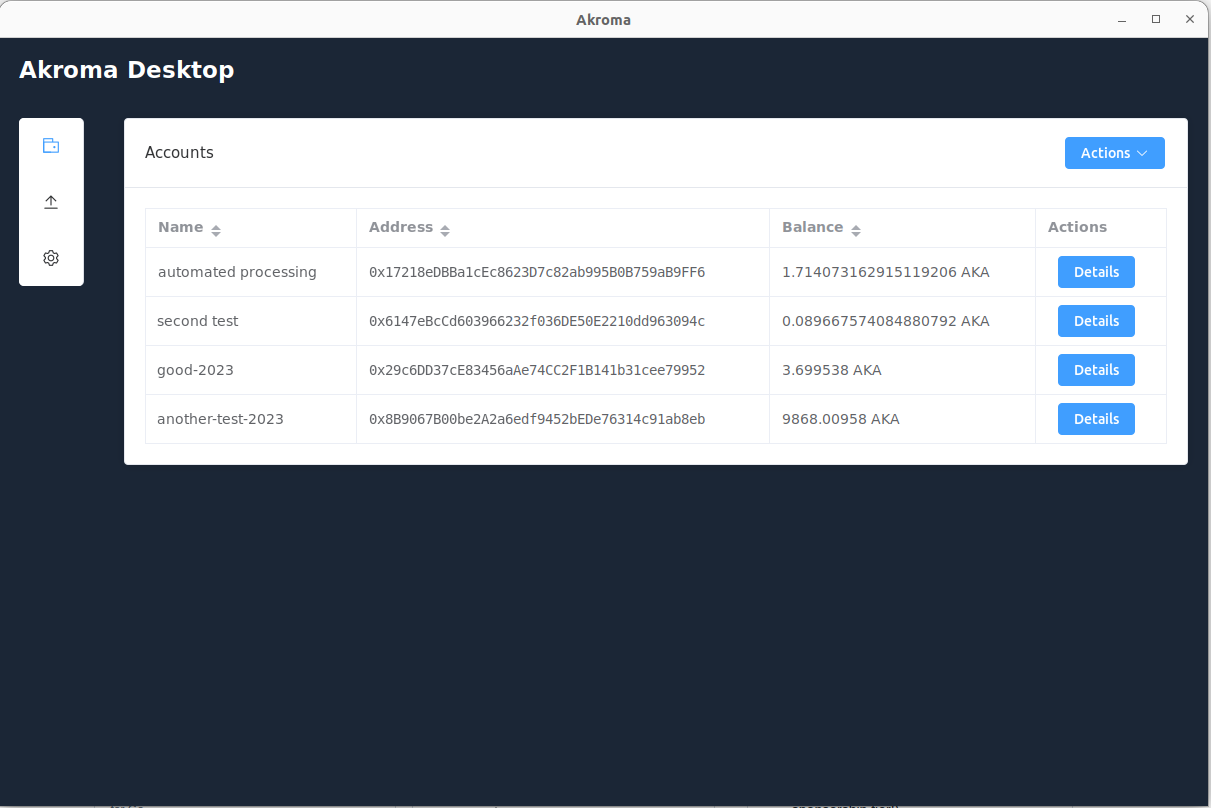 Akroma
Akroma Desktop
Accounts
Actions
Name Address Balance Actions
automated processing 0x17218eDBBa1cEc8623D7c82ab995B0B759aB9FF6 1.714073162915119206 AKA Details
second test 0x6147eBcCd603966232f036DE50E2210dd963094c 0.089667574084880792 AKA Details
good-2023 0x29c6DD37cE83456aAe74CC2F1B141b31cee79952 3.699538 AKA Details
another-test-2023 0x8B9067B00be2A2a6edf9452bEDe76314c91ab8eb 9868.00958 AKA Details